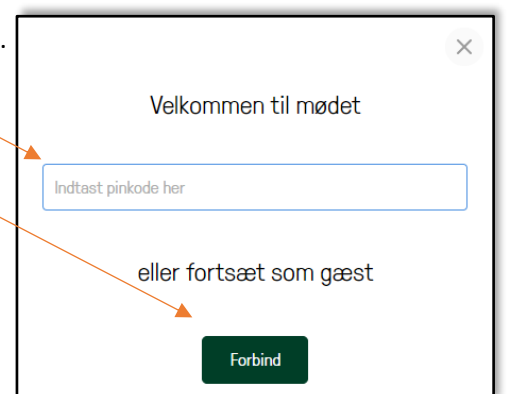 .
Velkommen til mødet
Indtast pinkode her
eller fortsæt som gæst
Forbind